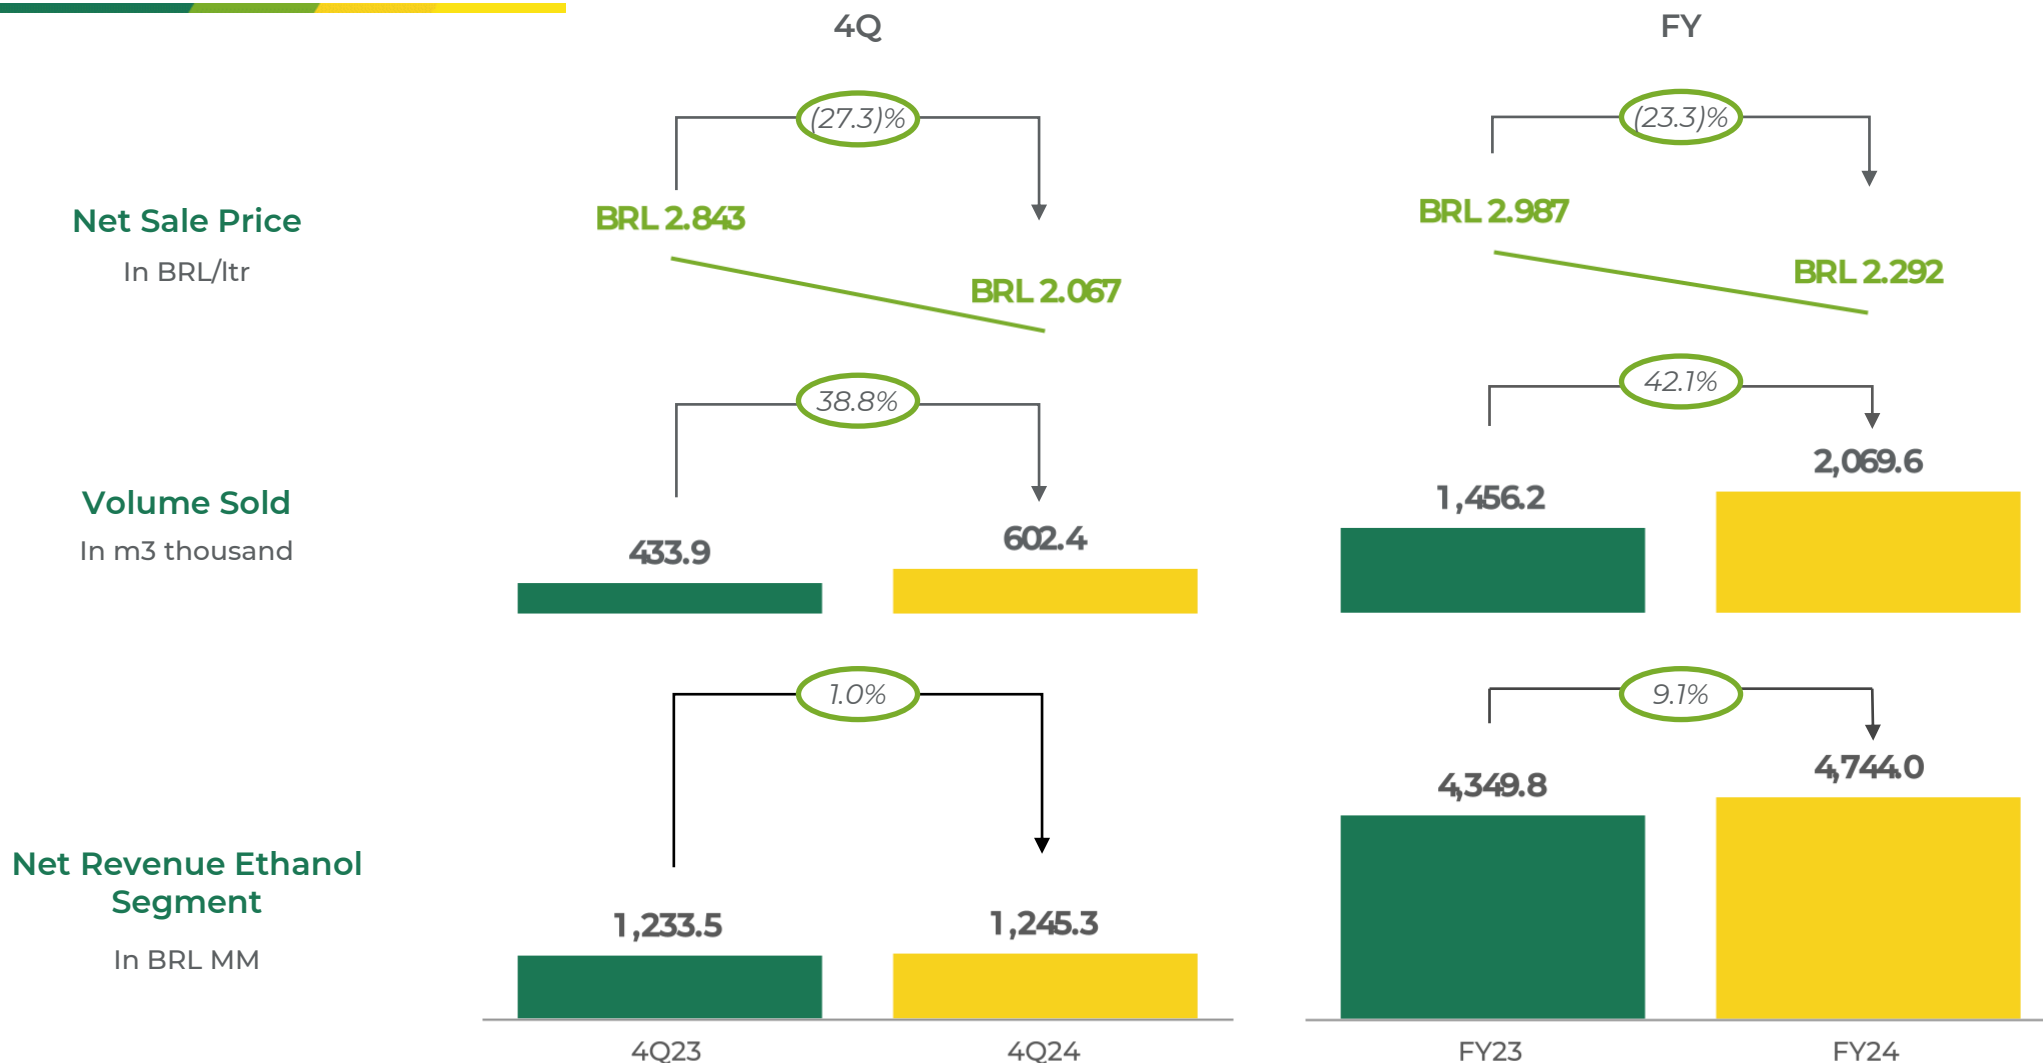 4Q
FY
(27.3)%
(23.3)%
Net Sale Price
In BRL/ltr
BRL 2.843
BRL 2.067
BRL 2.987
BRL 2.292
38.8%
42.1%
Volume Sold
In m3 thousand
433.9
602.4
1,456.2
2,069.6
1.0%
9.1%
Net Revenue Ethanol
Segment
In BRL MM
1,233.5
1,245.3
4,349.8
4,744.0
4Q23
4Q24
FY23
FY24